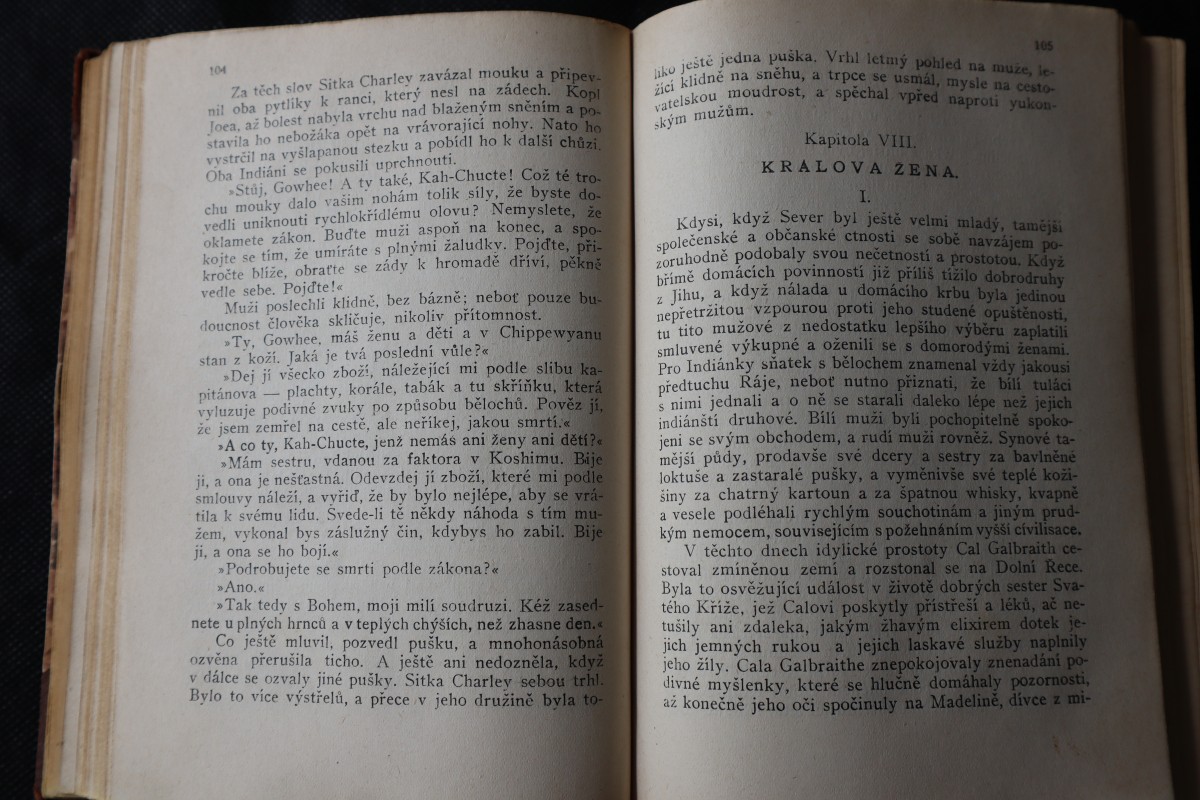 104
Za těch slov Sitka Charley zavázal mouku a připev-
nil oba pytlíky k ranci, který nesl na zádech. Kopl
Joea, až bolest nabyla vrchu nad blaženým sněním a po-
stavila ho nebožáka opět na vrávorající nohy. Nato ho
vystrčil na vyšlapanou stezku a pobídl ho k další chůzi.
Oba Indiáni se pokusili uprchnouti.
»Stůj, Gowhee! A ty také, Kah-Chucte! Což té tro-
chu mouky dalo vašim nohám tolik síly, že byste do-
vedli uniknouti rychlokřídlému olovu? Nemyslete, že
oklamete zákon. Buďte muži aspoň na konec, a spo-
kojte se tím, že umíráte s plnými žaludky. Pojďte, při-
kročte blíže, obraťte se zády k hromadě dříví, pěkně
vedle sebe. Pojďte!«
Muži poslechli klidně, bez bázně; neboť pouze bu-
doucnost člověka skličuje, nikoliv přítomnost.
»Ty, Gowhee, máš ženu a děti a v Chippewyanu
stan z koží. Jaká je tvá poslední vůle?«
»Dej jí všecko zboží, náležející mi podle slibu ka-
pitánova — plachty, korále, tabák a tu skříňku, která
vyluzuje podivné zvuky po způsobu bělochů. Pověz jí,
že jsem zemřel na cestě, ale neříkej, jakou smrtí.«
»A co ty, Kah-Chucte, jenž nemáš ani ženy ani dětí?«
»Mám sestru, vdanou za faktora v Koshimu. Bije
ji, a ona je nešťastná. Odevzdej jí zboží, které mi podle
smlouvy náleží, a vyřiď, že by bylo nejlépe, aby se vrá-
tila k svému lidu. Svede-li tě někdy náhoda s tím mu-
žem, vykonal bys záslužný čin, kdybys ho zabil. Bije
ji, a ona se ho bojí.«
»Podrobujete se smrti podle zákona?«
»Ano.«
»Tak tedy s Bohem, moji milí soudruzi. Kéž zased-
nete u plných hrnců a v teplých chýších, než zhasne den.«
Co ještě mluvil, pozvedl pušku, a mnohonásobná
ozvěna přerušila ticho. A ještě ani nedozněla, když
v dálce se ozvaly jiné pušky. Sitka Charley sebou trhl.
Bylo to více výstřelů, a přece v jeho družině byla to-
105
liko ještě jedna puška. Vrhl letmý pohled na muže, le-
žící klidně na sněhu, a trpce se usmál, mysle na cesto-
vatelskou moudrost, a spěchal vpřed naproti yukon-
ským mužům.
Kapitola VIII.
KRÁLOVA ŽENA.
I.
Kdysi, když Sever byl ještě velmi mladý, tamější
společenské a občanské ctnosti se sobě navzájem po-
zoruhodně podobaly svou nečetností a prostotou. Když
břímě domácích povinností již příliš tížilo dobrodruhy
z Jihu, a když nálada u domácího krbu byla jedinou
nepřetržitou vzpourou proti jeho studené opuštěnosti,
tu tito mužové z nedostatku lepšího výběru zaplatili
smluvené výkupné a oženili se s domorodými ženami.
Pro Indiánky sňatek s bělochem znamenal vždy jakousi
předtuchu Ráje, neboť nutno přiznati, že bílí tuláci
s nimi jednali a o ně se starali daleko lépe než jejich
indiánští druhové. Bílí muži byli pochopitelně spoko-
jeni se svým obchodem, a rudí muži rovněž. Synové ta-
mější půdy, prodavše své dcery a sestry za bavlněné
loktuše a zastaralé pušky, a vyměnivše své teplé koži-
šiny za chatrný kartoun a za špatnou whisky, kvapně
a vesele podléhali rychlým souchotinám a jiným prud-
kým nemocem, souvisejícím s požehnáním vyšší civilisace.
V těchto dnech idylické prostoty Cal Galbraith ce-
stoval zmíněnou zemí a rozstonal se na Dolní Řece.
Byla to osvěžující událost v životě dobrých sester Sva-
tého Kříže, jež Calovi poskytly přístřeší a léků, ač ne-
tušily ani zdaleka, jakým žhavým elixirem dotek je-
jich jemných rukou a jejich laskavé služby naplnily
jeho žíly. Cala Galbraithe znepokojovaly znenadání po-
divné myšlenky, které se hlučně domáhaly pozornosti,
až konečně jeho oči spočinuly na Madelině, dívce z mi-